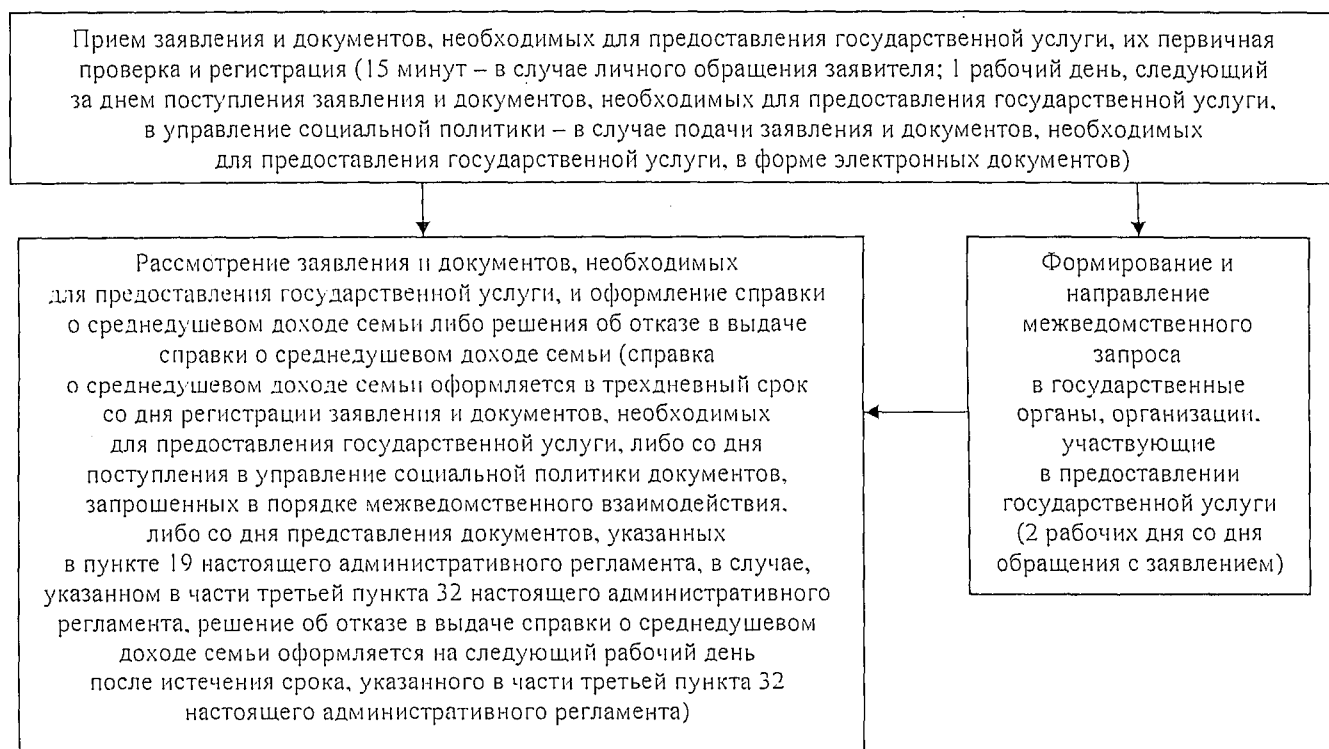 Прием заявления и документов, необходимых для предоставления государственной услуги, их первичная
проверка и регистрация (15 минут – в случае личного обращения заявителя; 1 рабочий день, следующий
за днем поступления заявления и документов, необходимых для предоставления государственной услуги,
в управление социальной политики – в случае подачи заявления и документов, необходимых
для предоставления государственной услуги, в форме электронных документов)
Рассмотрение заявления и документов, необходимых
для предоставления государственной услуги, и оформление справки
о среднедушевом доходе семьи либо решения об отказе в выдаче
справки о среднедушевом доходе семьи (справка
о среднедушевом доходе семьи оформляется в трехдневный срок
со дня регистрации заявления и документов, необходимых
для предоставления государственной услуги, либо со дня
поступления в управление социальной политики документов,
запрошенных в порядке межведомственного взаимодействия,
либо со дня представления документов, указанных
в пункте 19 настоящего административного регламента, в случае,
указанном в части третьей пункта 32 настоящего административного
регламента, решение об отказе в выдаче справки о среднедушевом
доходе семьи оформляется на следующий рабочий день
после истечения срока, указанного в части третьей пункта 32
настоящего административного регламента)
Формирование и
направление
межведомственного
запроса
в государственные
органы, организации,
участвующие
в предоставлении
государственной услуги
(2 рабочих дня со дня
обращения с заявлением)